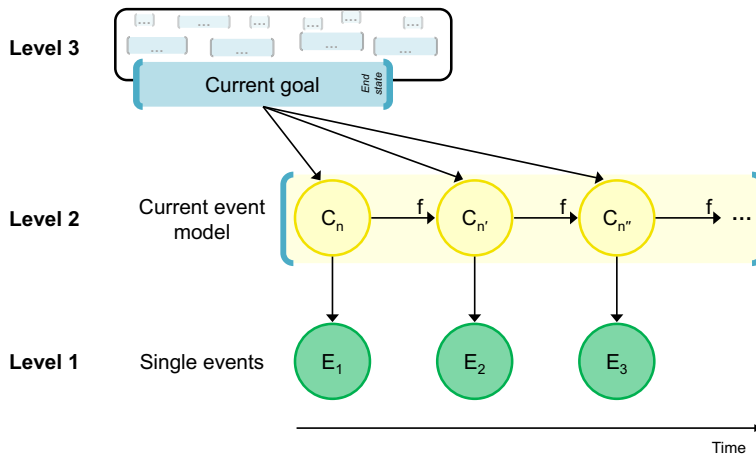 ... ... ... ...
Level 3
... ... ... ...
Current goal
End
state
Level 2
Current event
model
Cₙ f Cₙ′ f Cₙ″ f ...
Level 1
Single events
E₁ E₂ E₃
Time